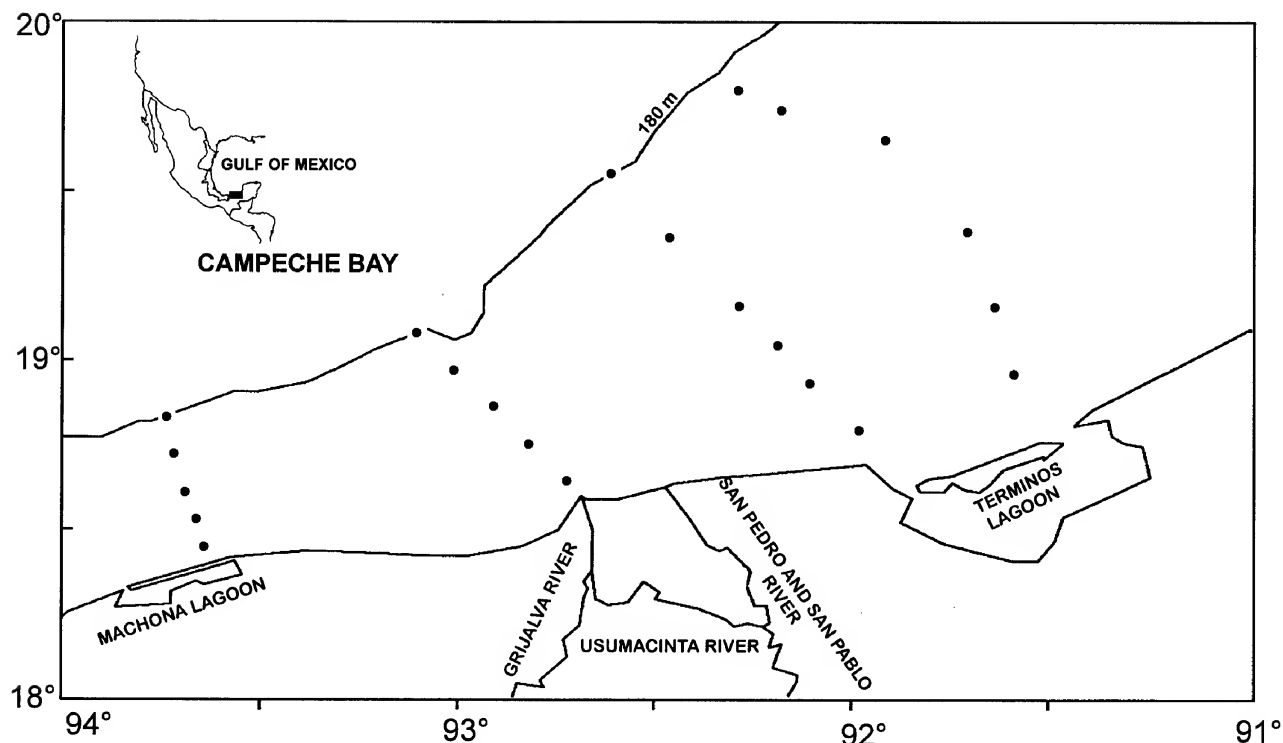 20°
180 m
GULF OF MEXICO
CAMPECHE BAY
19°
TERMINOS
LAGOON
SAN PEDRO AND SAN PABLO
RIVER
GRIJALVA RIVER
MACHONA LAGOON
USUMACINTA RIVER
18°
94°
93°
92°
91°